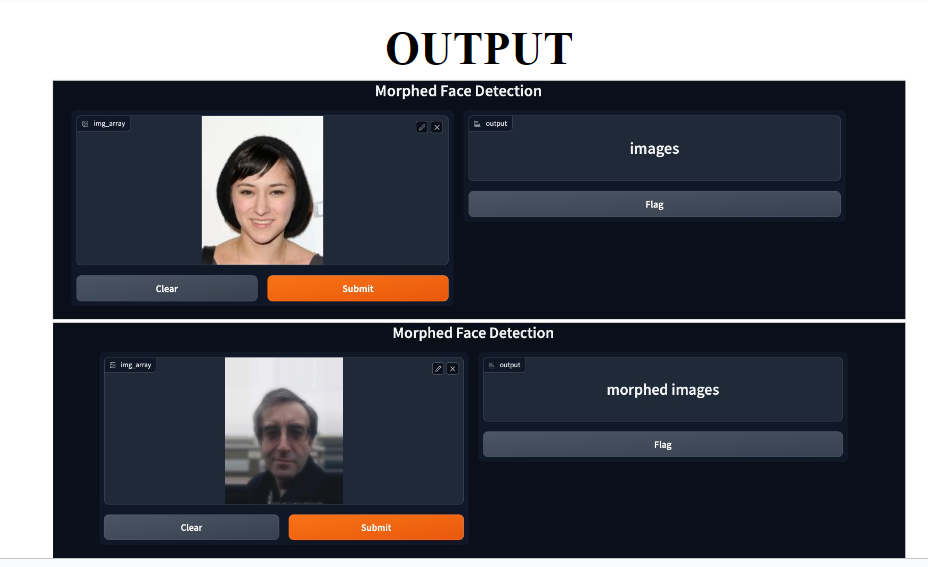 OUTPUT
Morphed Face Detection
img_array
output
images
Flag
Clear
Submit
Morphed Face Detection
img_array
output
morphed images
Flag
Clear
Submit